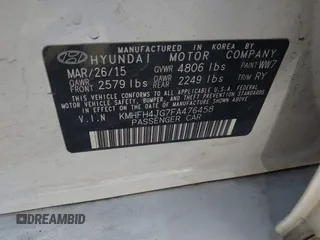 MANUFACTURED IN KOREA BY
HYUNDAI MOTOR COMPANY
MAR/26/15 GVWR 4806 lbs PAINT WW7
GAWR FRONT 2579 lbs GAWR REAR 2249 lbs TRIM RY
THIS VEHICLE CONFORMS TO ALL APPLICABLE U.S.
FEDERAL MOTOR VEHICLE SAFETY, BUMPER, AND THEFT
PREVENTION STANDARDS IN EFFECT ON THE DATE OF
MANUFACTURE SHOWN ABOVE.
V.I.N KMHFH4JG7FA476458
PASSENGER CAR
DREAMBID